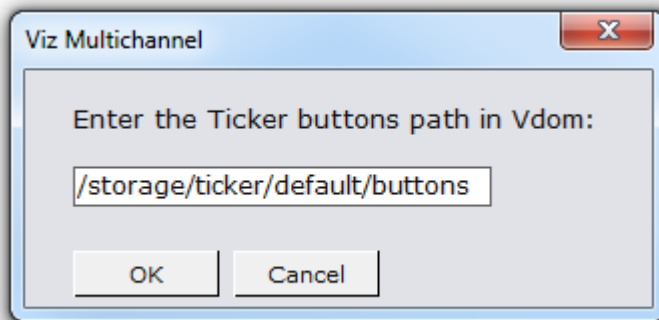 Viz Multichannel
Enter the Ticker buttons path in Vdom:
/storage/ticker/default/buttons
OK Cancel